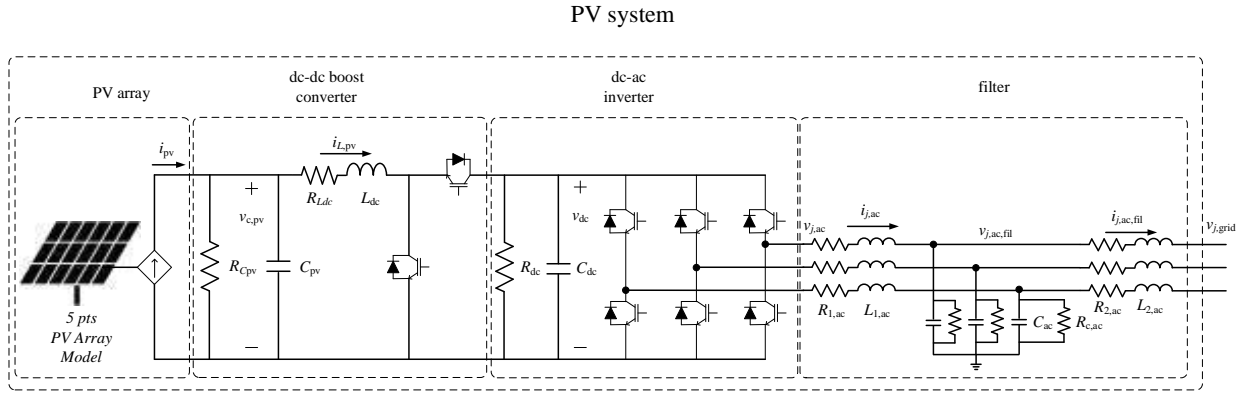 PV system
PV array
dc-dc boost
converter
dc-ac
inverter
filter
i_pv
i_L,pv
R_Ldc
L_dc
+
v_c,pv
−
R_Cpv
C_pv
+
v_dc
−
R_dc
C_dc
v_j,ac
i_j,ac
v_j,ac,fil
i_j,ac,fil
v_j,grid
R_1,ac
L_1,ac
C_ac
R_c,ac
R_2,ac
L_2,ac
5 pts
PV Array
Model